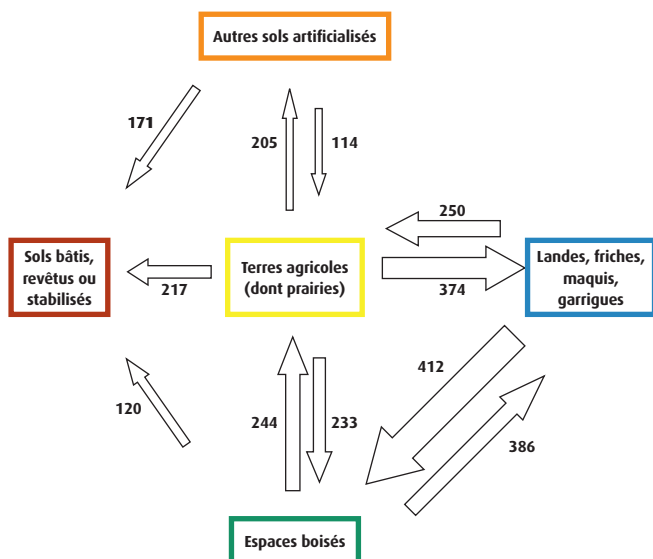 Autres sols artificialisés
171
205
114
250
Sols bâtis,
revêtus ou
stabilisés
217
Terres agricoles
(dont prairies)
374
Landes, friches,
maquis,
garrigues
120
244
233
412
386
Espaces boisés